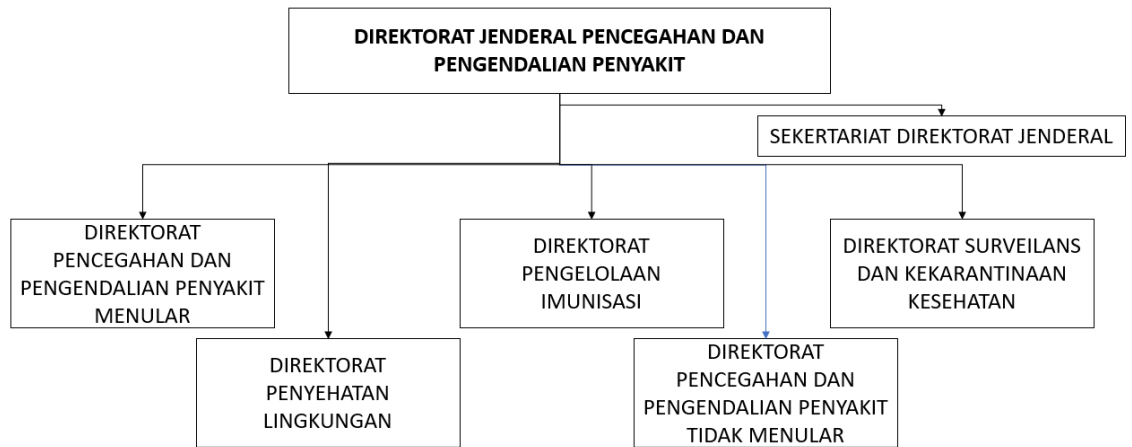 DIREKTORAT JENDERAL PENCEGAHAN DAN
PENGENDALIAN PENYAKIT
SEKERTARIAT DIREKTORAT JENDERAL
DIREKTORAT
PENCEGAHAN DAN
PENGENDALIAN PENYAKIT
MENULAR
DIREKTORAT
PENGELOLAAN
IMUNISASI
DIREKTORAT SURVEILANS
DAN KEKARANTINAAN
KESEHATAN
DIREKTORAT
PENYEHATAN
LINGKUNGAN
DIREKTORAT
PENCEGAHAN DAN
PENGENDALIAN PENYAKIT
TIDAK MENULAR